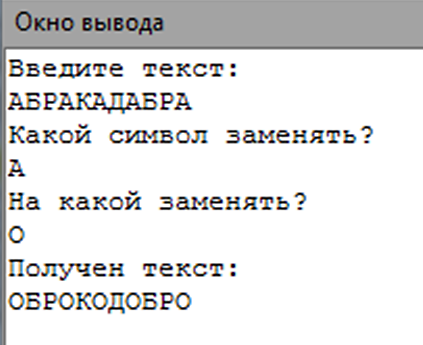 Окно вывода
Введите текст:
АБРАКАДАБРА
Какой символ заменять?
А
На какой заменять?
О
Получен текст:
ОБРОКОДОБРО